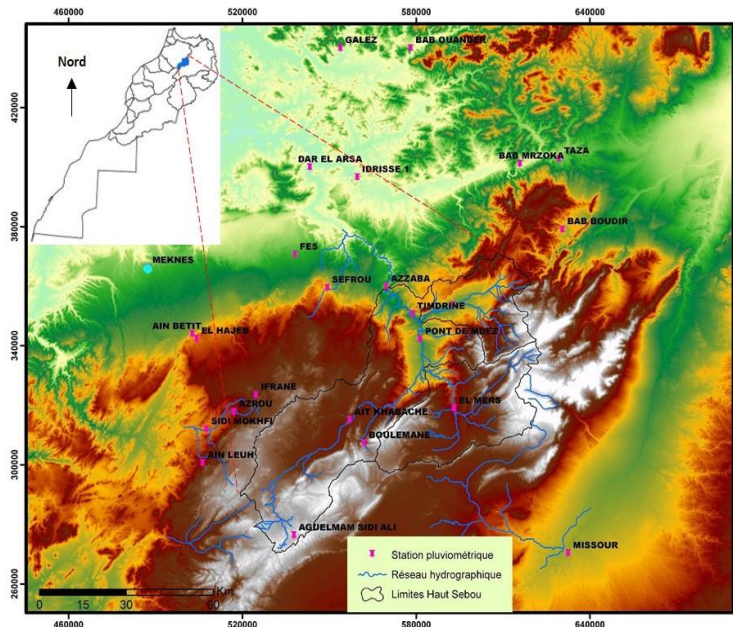 460000 520000 580000 640000
Nord
GALEZ
BAB OUANDER
420000
DAR EL ARSA
IDRISSE 1
BAB MRZOKA
TAZA
380000
BAB BOUDIR
FES
MEKNES
SEFROU
AZZABA
TIMDRINE
AIN BETIT
EL HAJEB
PONT DE MDEZ
340000
IFRANE
AZROU
AIT KHABACHE
EL MERS
SIDI MOKHFI
BOULEMANE
AIN LEUH
300000
AGUELMAM SIDI ALI
MISSOUR
Station pluviométrique
Réseau hydrographique
Limites Haut Sebou
Km
0 15 30 60
260000
460000 520000 580000 640000